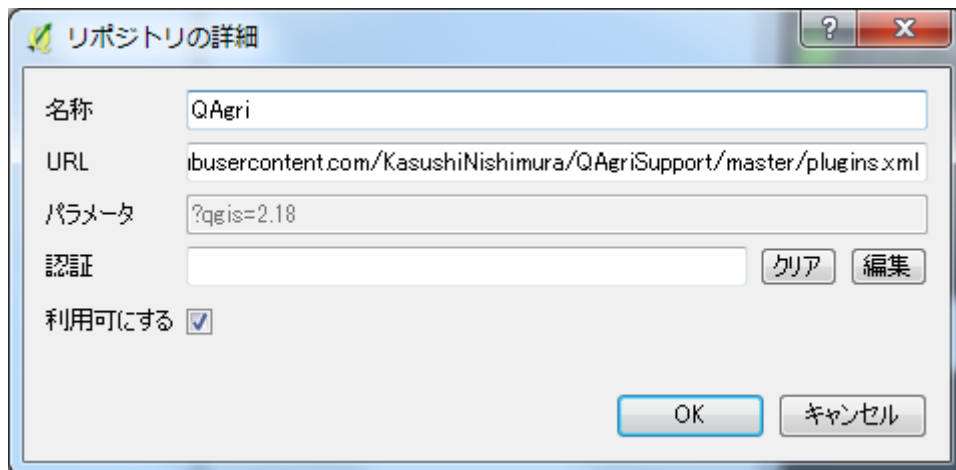 リポジトリの詳細
?
X
名称
QAgri
URL
busercontent.com/KasushiNishimura/QAgriSupport/master/plugins.xml
パラメータ
?qgis=2.18
認証
クリア
編集
利用可にする
OK
キャンセル